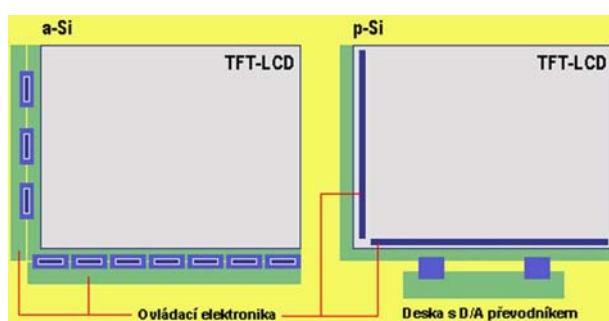 a-Si
TFT-LCD
p-Si
TFT-LCD
Ovládací elektronika
Deska s D/A převodníkem